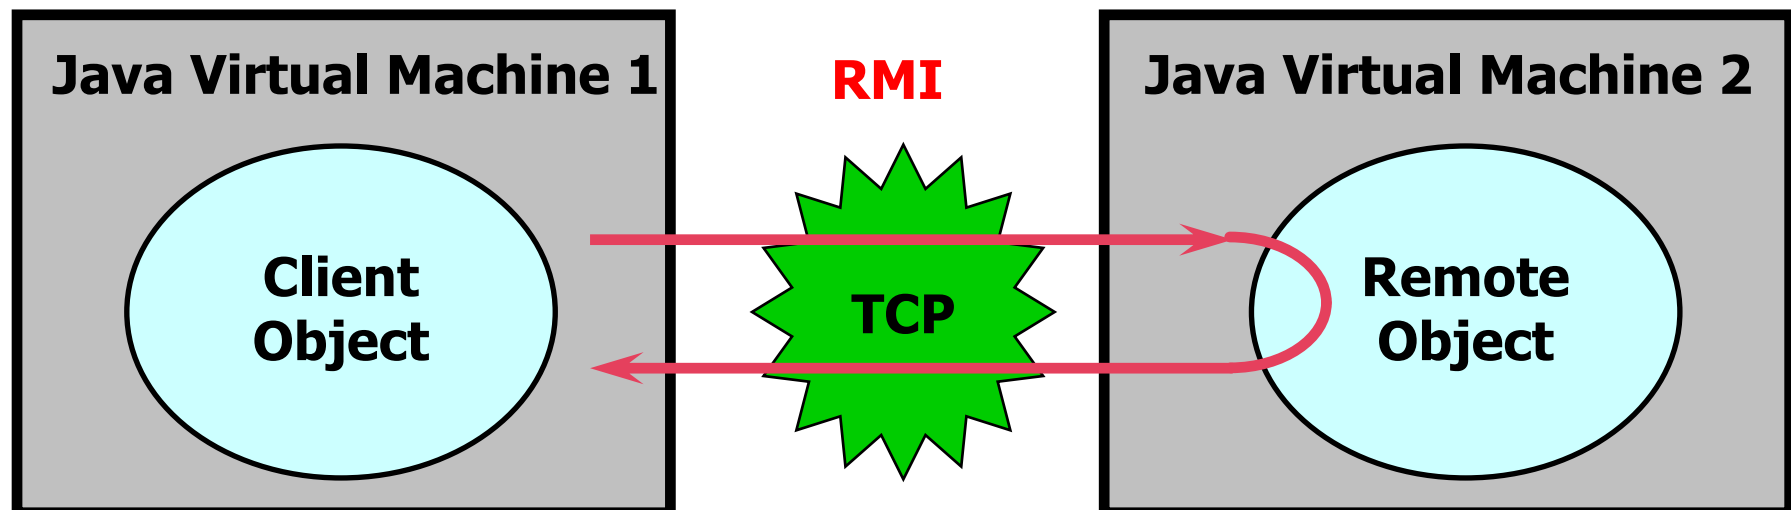 Java Virtual Machine 1
RMI
Java Virtual Machine 2
Client
Object
TCP
Remote
Object